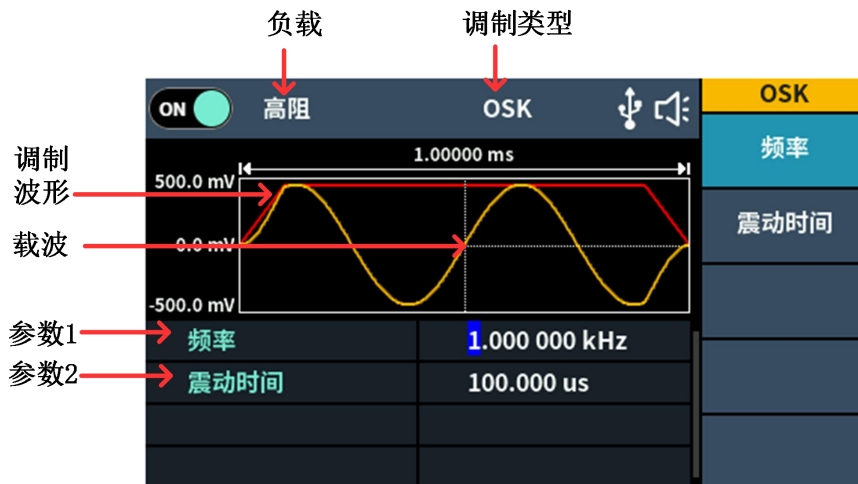 负载
调制类型
ON
高阻
OSK
OSK
频率
震动时间
1.00000 ms
500.0 mV
0.0 mV
-500.0 mV
调制
波形
载波
参数1
频率
1.000 000 kHz
参数2
震动时间
100.000 us